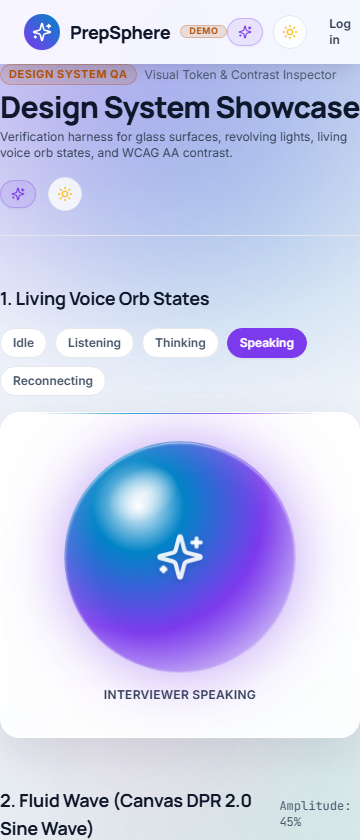 PrepSphere DEMO Log in
DESIGN SYSTEM QA Visual Token & Contrast Inspector
Design System Showcase
Verification harness for glass surfaces, revolving lights, living
voice orb states, and WCAG AA contrast.
1. Living Voice Orb States
Idle Listening Thinking Speaking
Reconnecting
INTERVIEWER SPEAKING
2. Fluid Wave (Canvas DPR 2.0
Sine Wave)
Amplitude:
45%